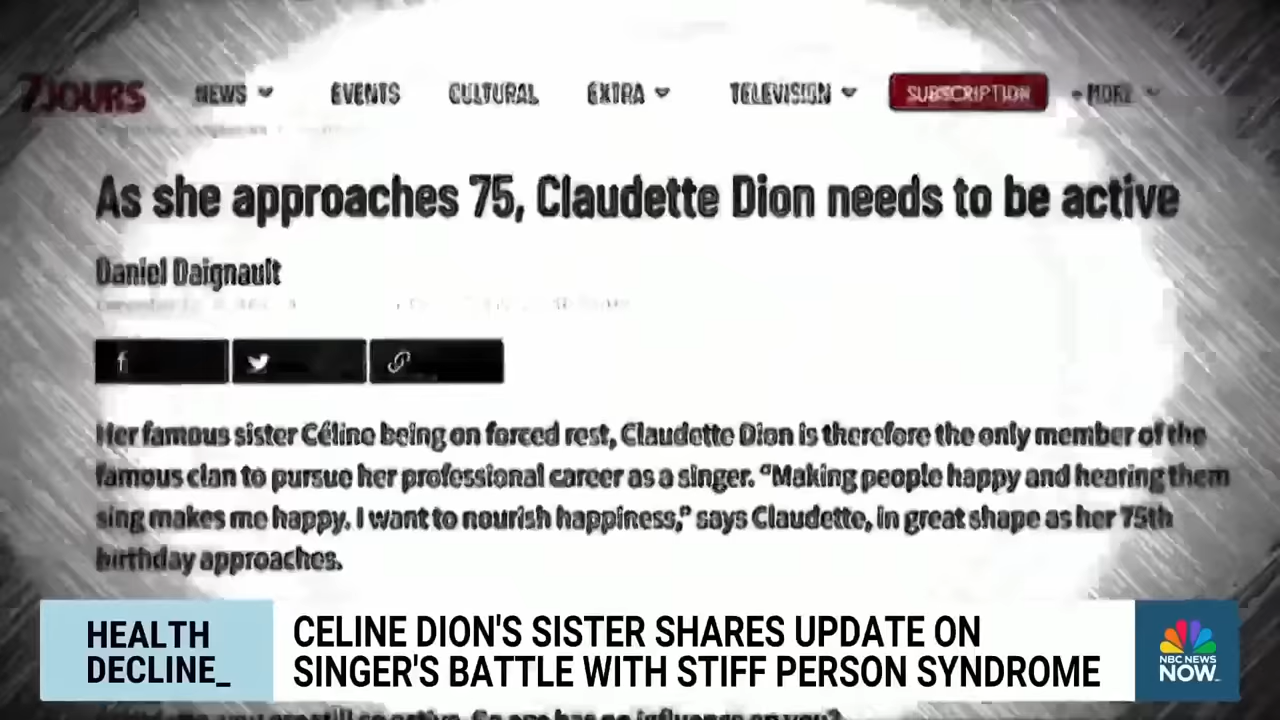 7JOURS NEWS EVENTS CULTURAL EXTRA TELEVISION SUBSCRIPTION + MORE
As she approaches 75, Claudette Dion needs to be active
Daniel Daignault
Her famous sister Céline being on forced rest, Claudette Dion is therefore the only member of the
famous clan to pursue her professional career as a singer. “Making people happy and hearing them
sing makes me happy. I want to nourish happiness,” says Claudette, in great shape as her 75th
birthday approaches.
HEALTH
DECLINE_
CELINE DION'S SISTER SHARES UPDATE ON
SINGER'S BATTLE WITH STIFF PERSON SYNDROME
NBC NEWS
NOW